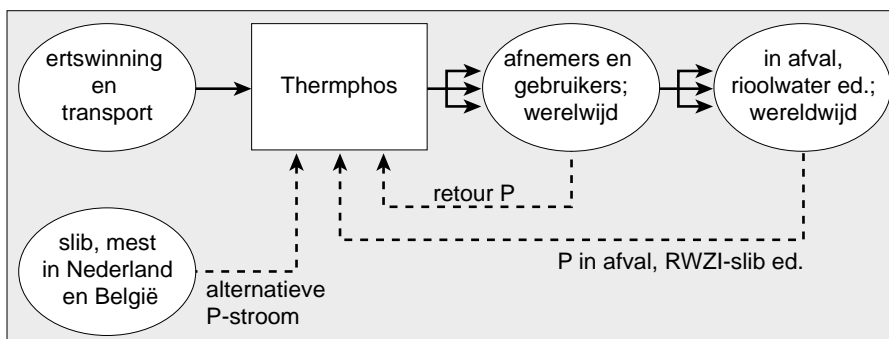 ertswinning
en
transport
Thermphos
afnemers en
gebruikers;
werelwijd
in afval,
rioolwater ed.;
wereldwijd
retour P
slib, mest
in Nederland
en België
alternatieve
P-stroom
P in afval, RWZI-slib ed.